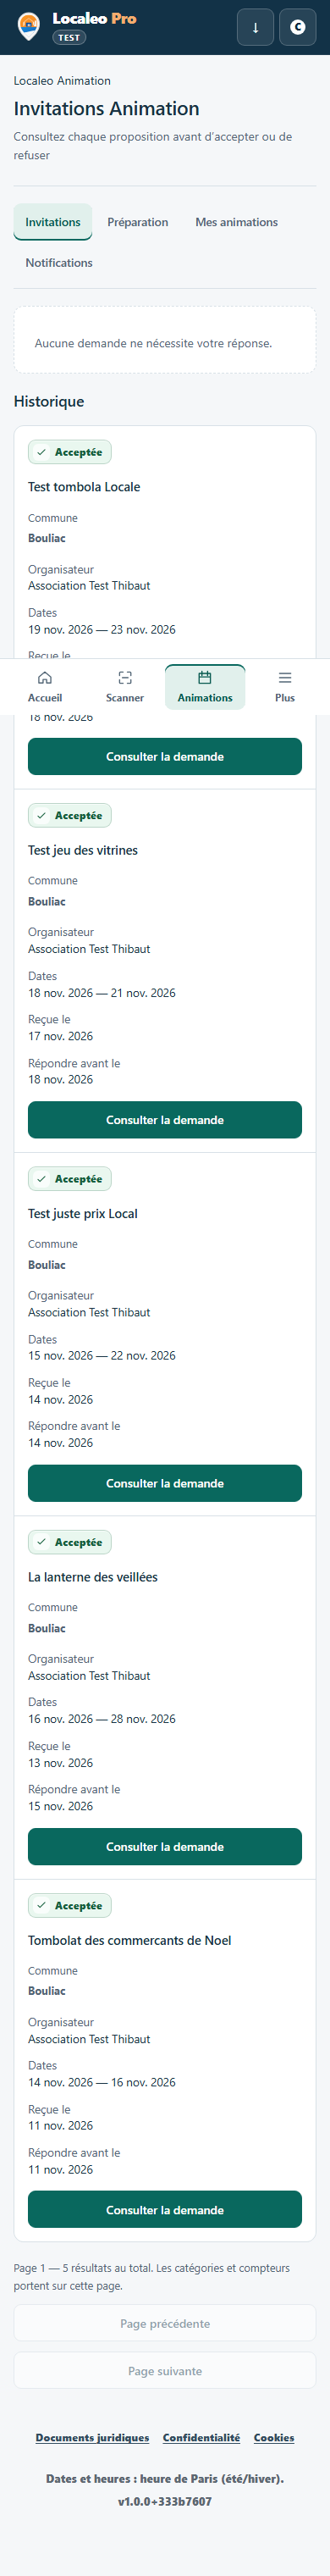 Localeo Pro
TEST
Localeo Animation
Invitations Animation
Consultez chaque proposition avant d'accepter ou de
refuser
Invitations
Préparation
Mes animations
Notifications
Aucune demande ne nécessite votre réponse.
Historique
Acceptée
Test tombola Locale
Commune
Bouliac
Organisateur
Association Test Thibaut
Dates
19 nov. 2026 — 23 nov. 2026
Reçue le
Accueil
Scanner
Animations
Plus
18 nov. 2026
Consulter la demande
Acceptée
Test jeu des vitrines
Commune
Bouliac
Organisateur
Association Test Thibaut
Dates
18 nov. 2026 — 21 nov. 2026
Reçue le
17 nov. 2026
Répondre avant le
18 nov. 2026
Consulter la demande
Acceptée
Test juste prix Local
Commune
Bouliac
Organisateur
Association Test Thibaut
Dates
15 nov. 2026 — 22 nov. 2026
Reçue le
14 nov. 2026
Répondre avant le
14 nov. 2026
Consulter la demande
Acceptée
La lanterne des veillées
Commune
Bouliac
Organisateur
Association Test Thibaut
Dates
16 nov. 2026 — 28 nov. 2026
Reçue le
13 nov. 2026
Répondre avant le
15 nov. 2026
Consulter la demande
Acceptée
Tombolat des commercants de Noel
Commune
Bouliac
Organisateur
Association Test Thibaut
Dates
14 nov. 2026 — 16 nov. 2026
Reçue le
11 nov. 2026
Répondre avant le
11 nov. 2026
Consulter la demande
Page 1 — 5 résultats au total. Les catégories et compteurs
portent sur cette page.
Page précédente
Page suivante
Documents juridiques
Confidentialité
Cookies
Dates et heures : heure de Paris (été/hiver).
v1.0.0+333b7607